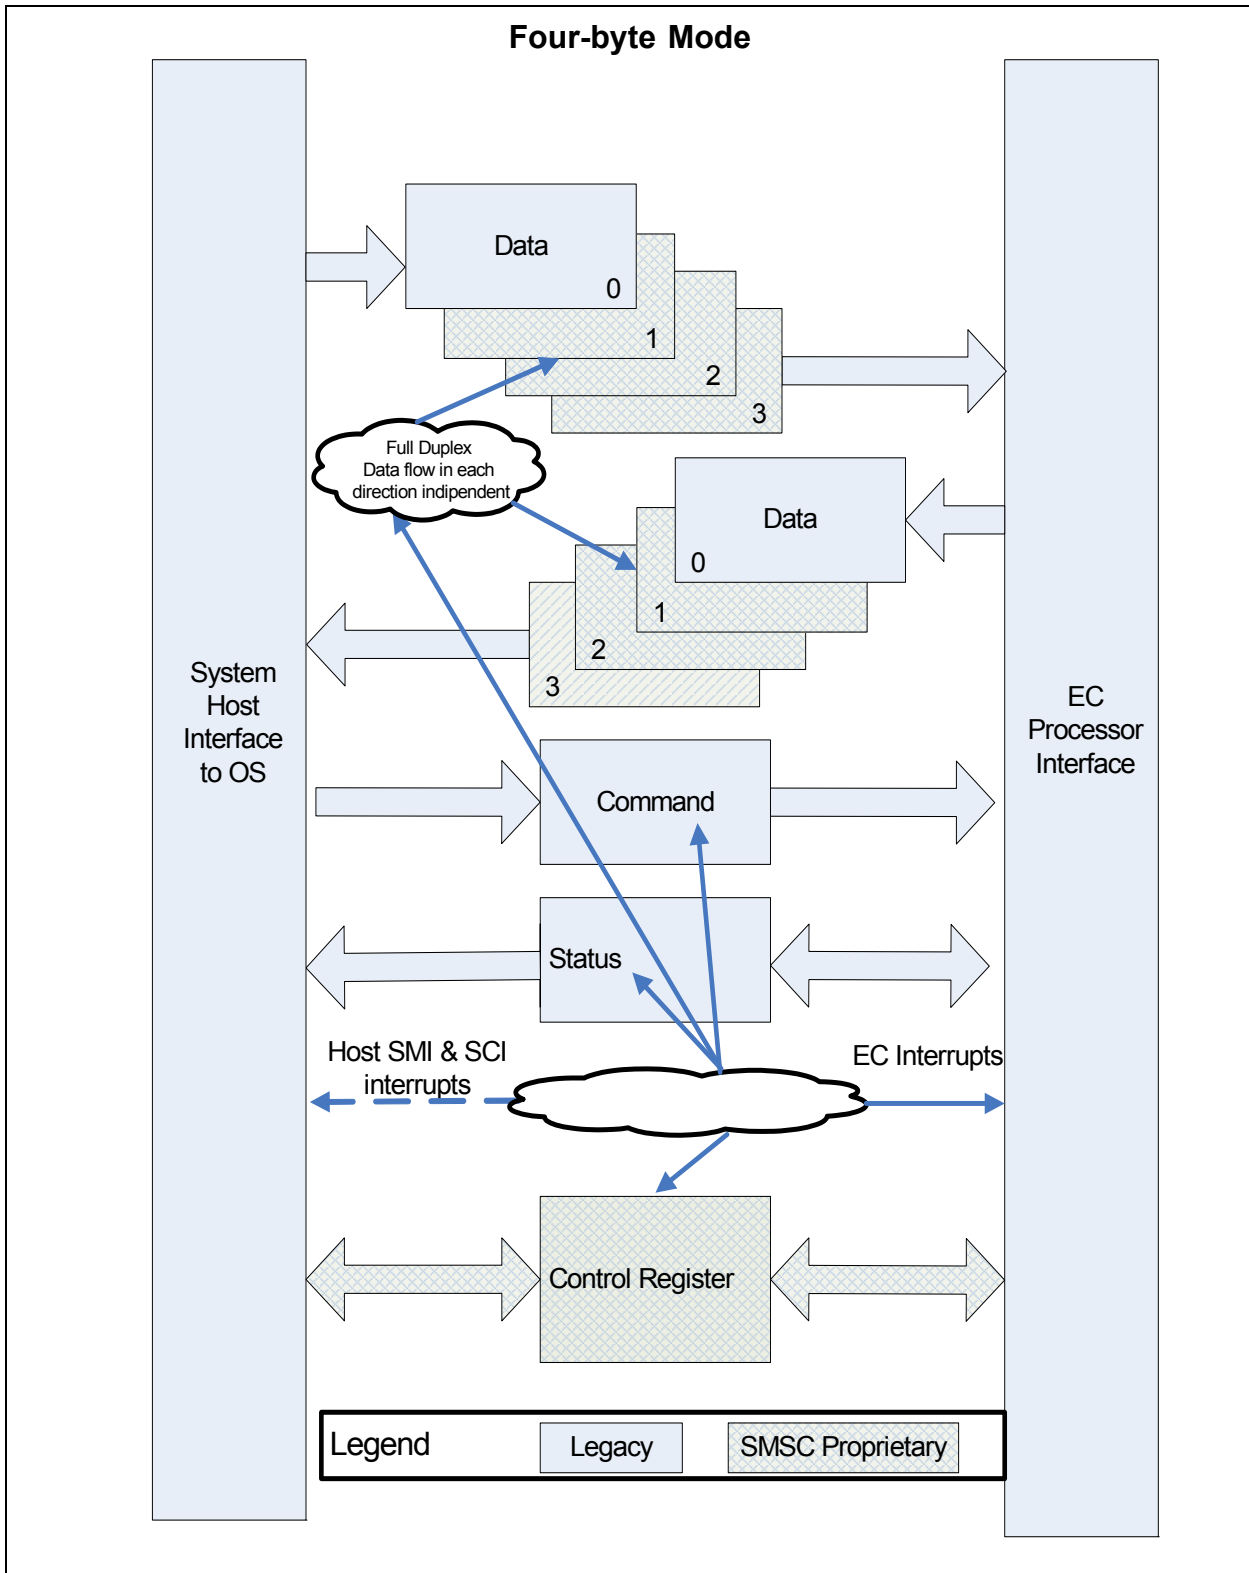 Four-byte Mode
Data
0
1
2
3
Full Duplex
Data flow in each
direction indipendent
Data
0
1
2
3
System
Host
Interface
to OS
EC
Processor
Interface
Command
Status
Host SMI & SCI
interrupts
EC Interrupts
Control Register
Legend
Legacy
SMSC Proprietary